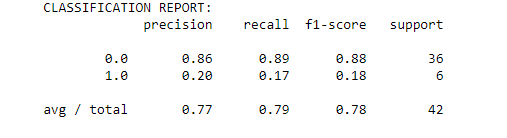 CLASSIFICATION REPORT:
precision recall f1-score support
0.0 0.86 0.89 0.88 36
1.0 0.20 0.17 0.18 6
avg / total 0.77 0.79 0.78 42